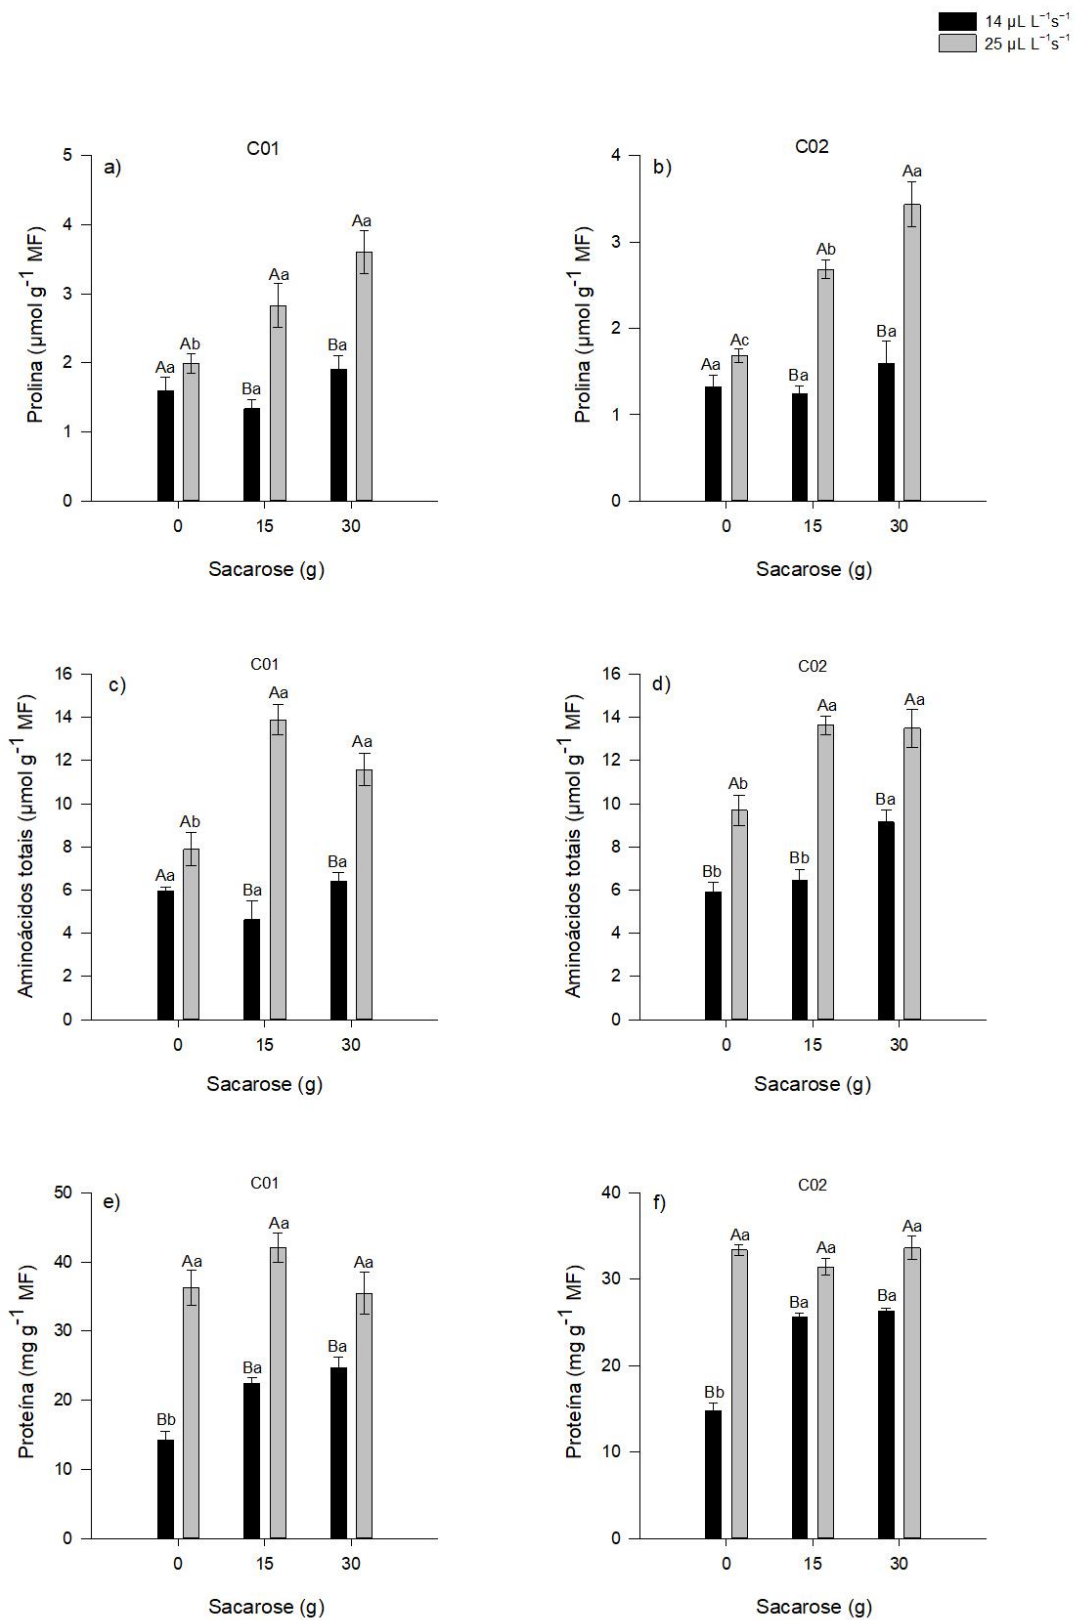 14 µL L⁻¹s⁻¹
25 µL L⁻¹s⁻¹
C01
a)
Prolina (µmol g⁻¹ MF)
5
4
3
2
1
0
Aa
Ab
Ba
Aa
Ba
Aa
0 15 30
Sacarose (g)
C02
b)
Prolina (µmol g⁻¹ MF)
4
3
2
1
0
Aa
Ac
Ba
Ab
Ba
Aa
0 15 30
Sacarose (g)
C01
c)
Aminoácidos totais (µmol g⁻¹ MF)
16
14
12
10
8
6
4
2
0
Aa
Ab
Ba
Aa
Ba
Aa
0 15 30
Sacarose (g)
C02
d)
Aminoácidos totais (µmol g⁻¹ MF)
16
14
12
10
8
6
4
2
0
Bb
Ab
Bb
Aa
Ba
Aa
0 15 30
Sacarose (g)
C01
e)
Proteína (mg g⁻¹ MF)
50
40
30
20
10
0
Bb
Aa
Ba
Aa
Ba
Aa
0 15 30
Sacarose (g)
C02
f)
Proteína (mg g⁻¹ MF)
40
30
20
10
0
Bb
Aa
Ba
Aa
Ba
Aa
0 15 30
Sacarose (g)